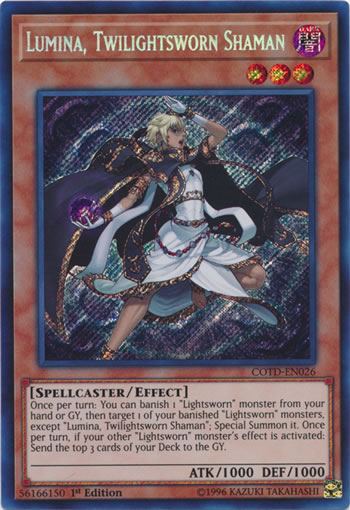 LUMINA, TWILIGHTSWORN SHAMAN
闇
COTD-EN026
[SPELLCASTER/EFFECT]
Once per turn: You can banish 1 "Lightsworn" monster from your
hand or GY, then target 1 of your banished "Lightsworn" monsters,
except "Lumina, Twilightsworn Shaman"; Special Summon it. Once
per turn, if your other "Lightsworn" monster's effect is activated:
Send the top 3 cards of your Deck to the GY.
ATK/1000 DEF/1000
56166150 1st Edition ©1996 KAZUKI TAKAHASHI